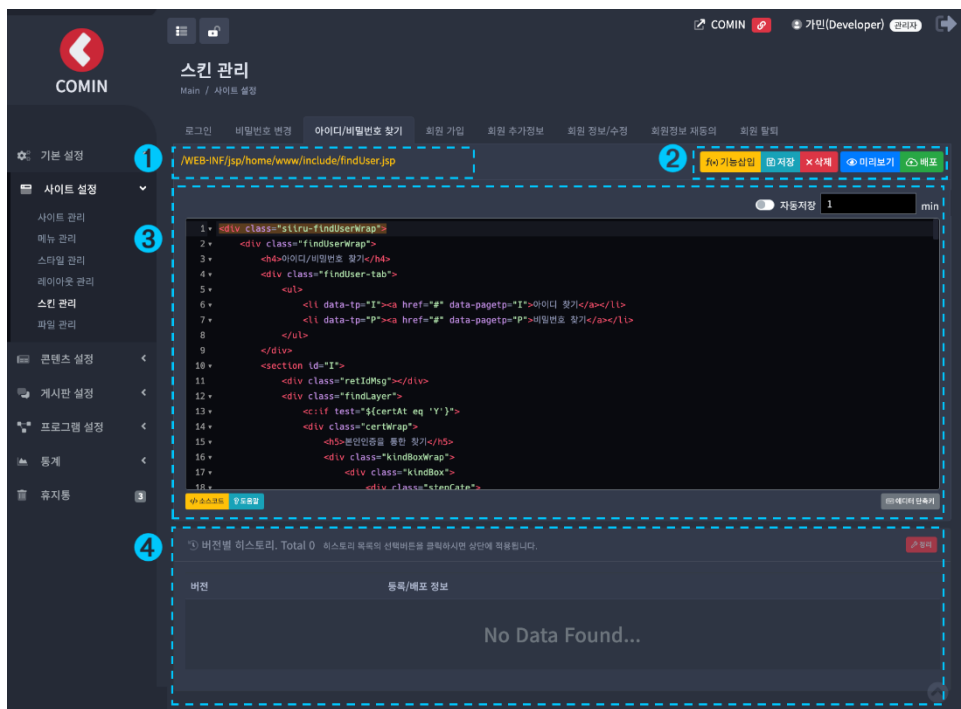 COMIN
가민(Developer) 관리자
COMIN
스킨 관리
Main / 사이트 설정
로그인 비밀번호 변경 아이디/비밀번호 찾기 회원 가입 회원 추가정보 회원 정보/수정 회원정보 재동의 회원 탈퇴
1
/WEB-INF/jsp/home/www/include/findUser.jsp
2
f(x) 기능삽입 저장 삭제 미리보기 배포
기본 설정
사이트 설정
사이트 관리
메뉴 관리
스타일 관리
레이아웃 관리
스킨 관리
파일 관리
콘텐츠 설정
게시판 설정
프로그램 설정
통계
휴지통 3
3
자동저장 1 min
1 <div class="siiru-findUserWrap">
2 <div class="findUserWrap">
3 <h4>아이디/비밀번호 찾기</h4>
4 <div class="findUser-tab">
5 <ul>
6 <li data-tp="I"><a href="#" data-pagetp="I">아이디 찾기</a></li>
7 <li data-tp="P"><a href="#" data-pagetp="P">비밀번호 찾기</a></li>
8 </ul>
9 </div>
10 <section id="I">
11 <div class="retIdMsg"></div>
12 <div class="findLayer">
13 <c:if test="${certAt eq 'Y'}">
14 <div class="certWrap">
15 <h5>본인인증을 통한 찾기</h5>
16 <div class="kindBoxWrap">
17 <div class="kindBox">
18 <div class="stepCate">
</> 소스코드 도움말 에디터 단축키
4
버전별 히스토리. Total 0 히스토리 목록의 선택버튼을 클릭하시면 상단에 적용됩니다.
버전 등록/배포 정보
No Data Found...